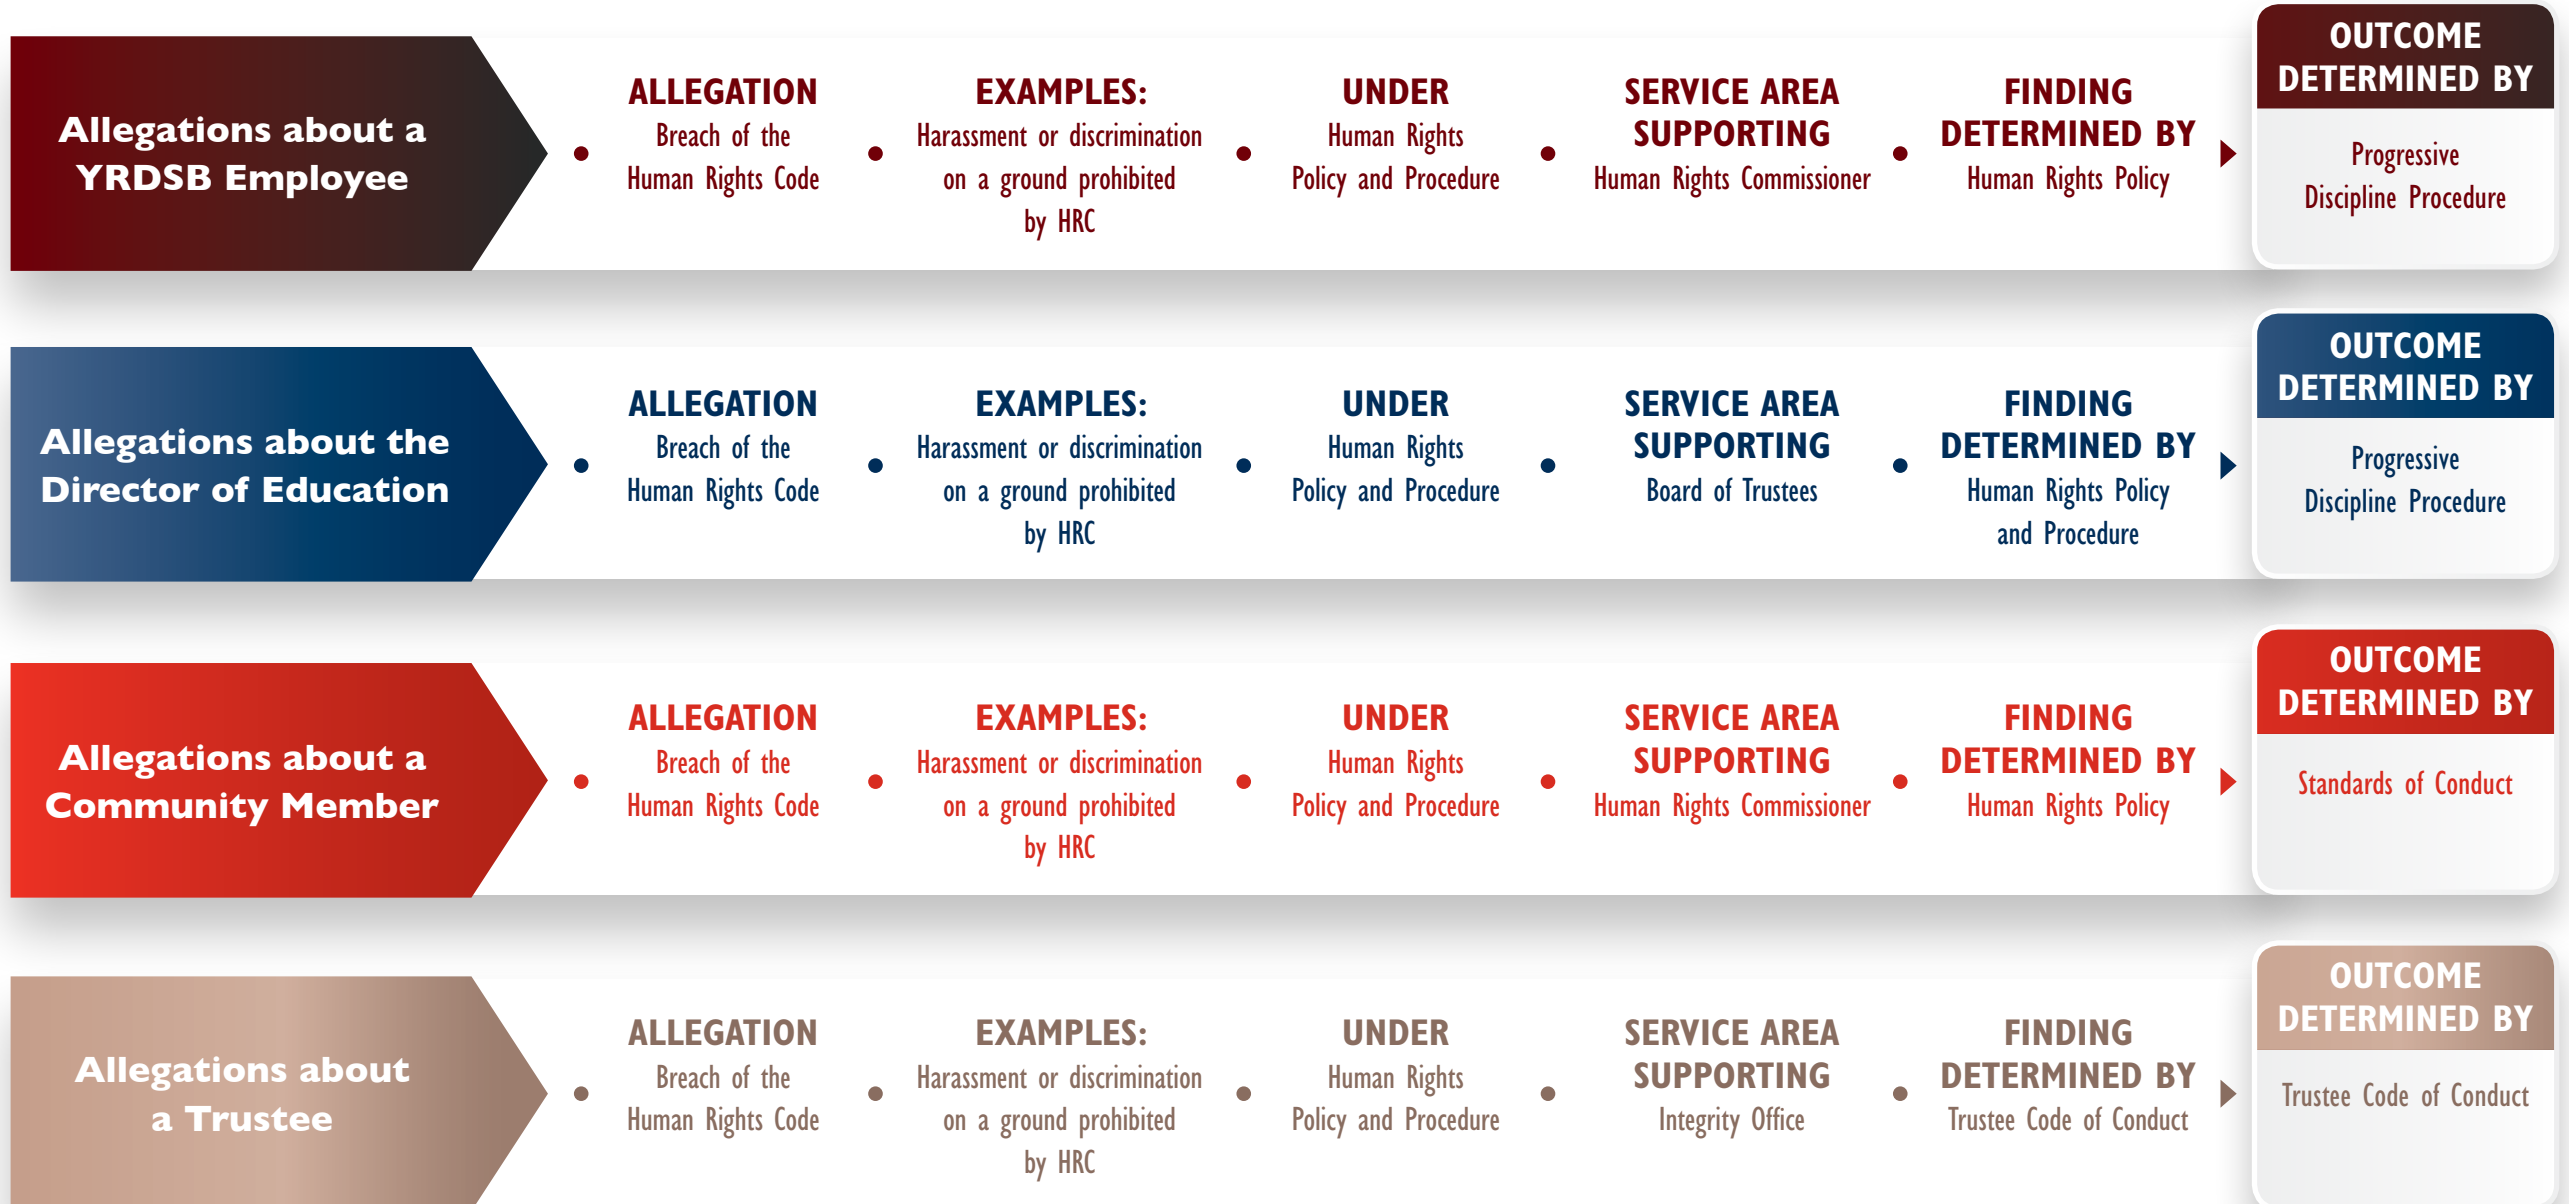 Allegations about a
YRDSB Employee
ALLEGATION
Breach of the
Human Rights Code
EXAMPLES:
Harassment or discrimination
on a ground prohibited
by HRC
UNDER
Human Rights
Policy and Procedure
SERVICE AREA
SUPPORTING
Human Rights Commissioner
FINDING
DETERMINED BY
Human Rights Policy
OUTCOME
DETERMINED BY
Progressive
Discipline Procedure
Allegations about the
Director of Education
ALLEGATION
Breach of the
Human Rights Code
EXAMPLES:
Harassment or discrimination
on a ground prohibited
by HRC
UNDER
Human Rights
Policy and Procedure
SERVICE AREA
SUPPORTING
Board of Trustees
FINDING
DETERMINED BY
Human Rights Policy
and Procedure
OUTCOME
DETERMINED BY
Progressive
Discipline Procedure
Allegations about a
Community Member
ALLEGATION
Breach of the
Human Rights Code
EXAMPLES:
Harassment or discrimination
on a ground prohibited
by HRC
UNDER
Human Rights
Policy and Procedure
SERVICE AREA
SUPPORTING
Human Rights Commissioner
FINDING
DETERMINED BY
Human Rights Policy
OUTCOME
DETERMINED BY
Standards of Conduct
Allegations about
a Trustee
ALLEGATION
Breach of the
Human Rights Code
EXAMPLES:
Harassment or discrimination
on a ground prohibited
by HRC
UNDER
Human Rights
Policy and Procedure
SERVICE AREA
SUPPORTING
Integrity Office
FINDING
DETERMINED BY
Trustee Code of Conduct
OUTCOME
DETERMINED BY
Trustee Code of Conduct